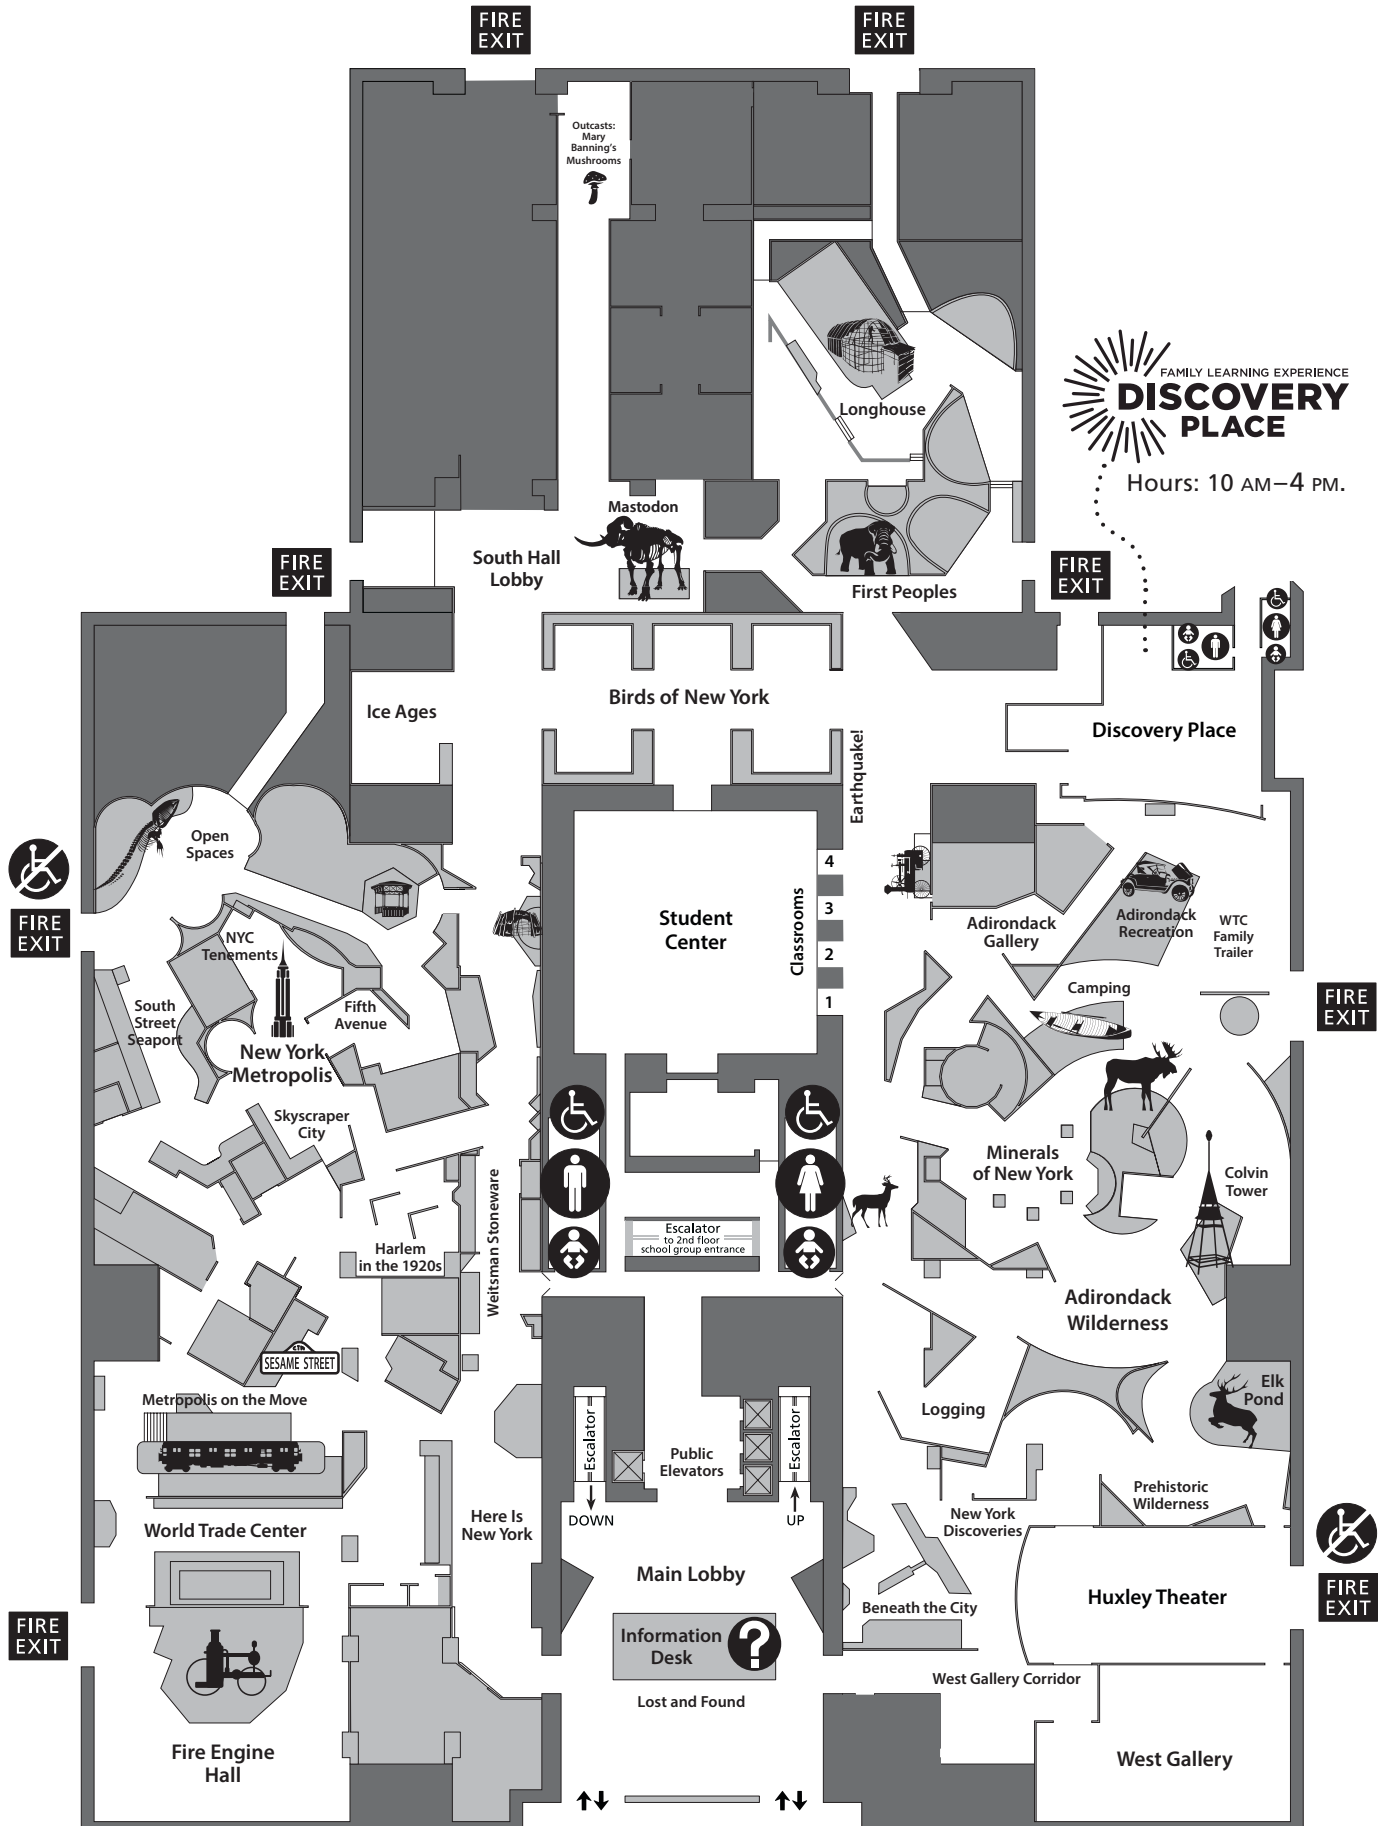 FIRE
EXIT
FIRE
EXIT
Outcasts:
Mary
Banning's
Mushrooms
FAMILY LEARNING EXPERIENCE
DISCOVERY
PLACE
Hours: 10 AM–4 PM.
Longhouse
Mastodon
South Hall
Lobby
FIRE
EXIT
First Peoples
FIRE
EXIT
Ice Ages
Birds of New York
Discovery Place
Earthquake!
Open
Spaces
FIRE
EXIT
Student
Center
Classrooms
4
3
2
1
Adirondack
Gallery
Adirondack
Recreation
WTC
Family
Trailer
NYC
Tenements
South
Street
Seaport
Fifth
Avenue
New York
Metropolis
Camping
FIRE
EXIT
Skyscraper
City
Minerals
of New York
Colvin
Tower
Weitsman Stoneware
Harlem
in the 1920s
Escalator
to 2nd floor
school group entrance
Adirondack
Wilderness
SESAME STREET
Metropolis on the Move
Elk
Pond
Logging
Escalator
DOWN
Public
Elevators
Escalator
UP
Prehistoric
Wilderness
New York
Discoveries
World Trade Center
Here Is
New York
Main Lobby
Huxley Theater
Beneath the City
FIRE
EXIT
FIRE
EXIT
Information
Desk
?
Lost and Found
West Gallery Corridor
Fire Engine
Hall
West Gallery